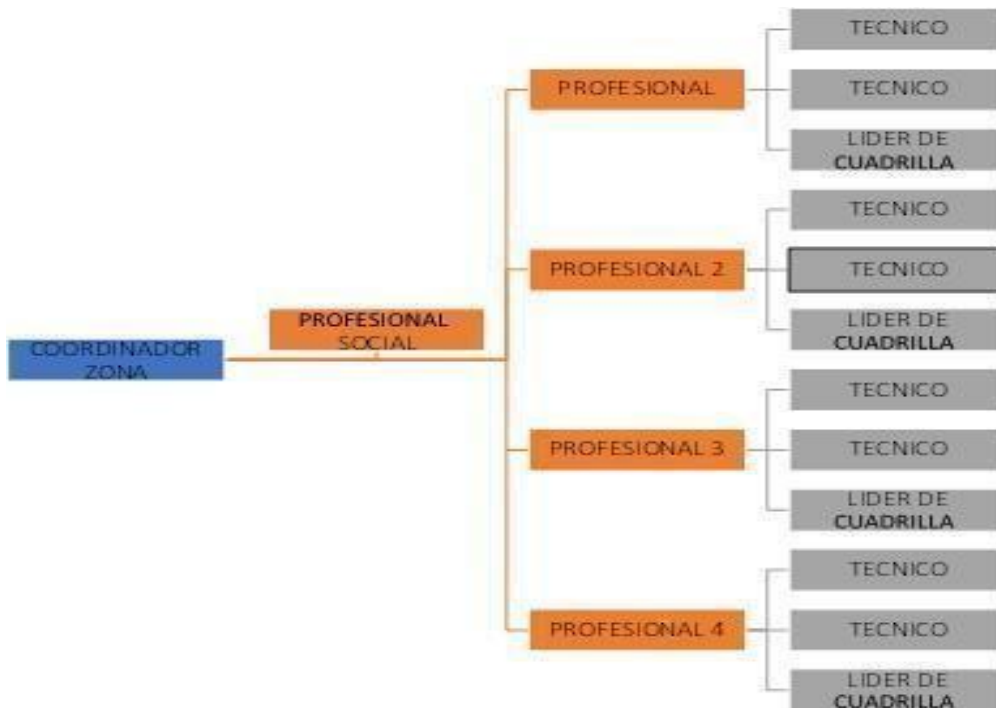 TECNICO
PROFESIONAL
TECNICO
LIDER DE
CUADRILLA
TECNICO
PROFESIONAL 2
TECNICO
LIDER DE
CUADRILLA
PROFESIONAL
SOCIAL
COORDINADOR
ZONA
TECNICO
PROFESIONAL 3
TECNICO
LIDER DE
CUADRILLA
TECNICO
PROFESIONAL 4
TECNICO
LIDER DE
CUADRILLA